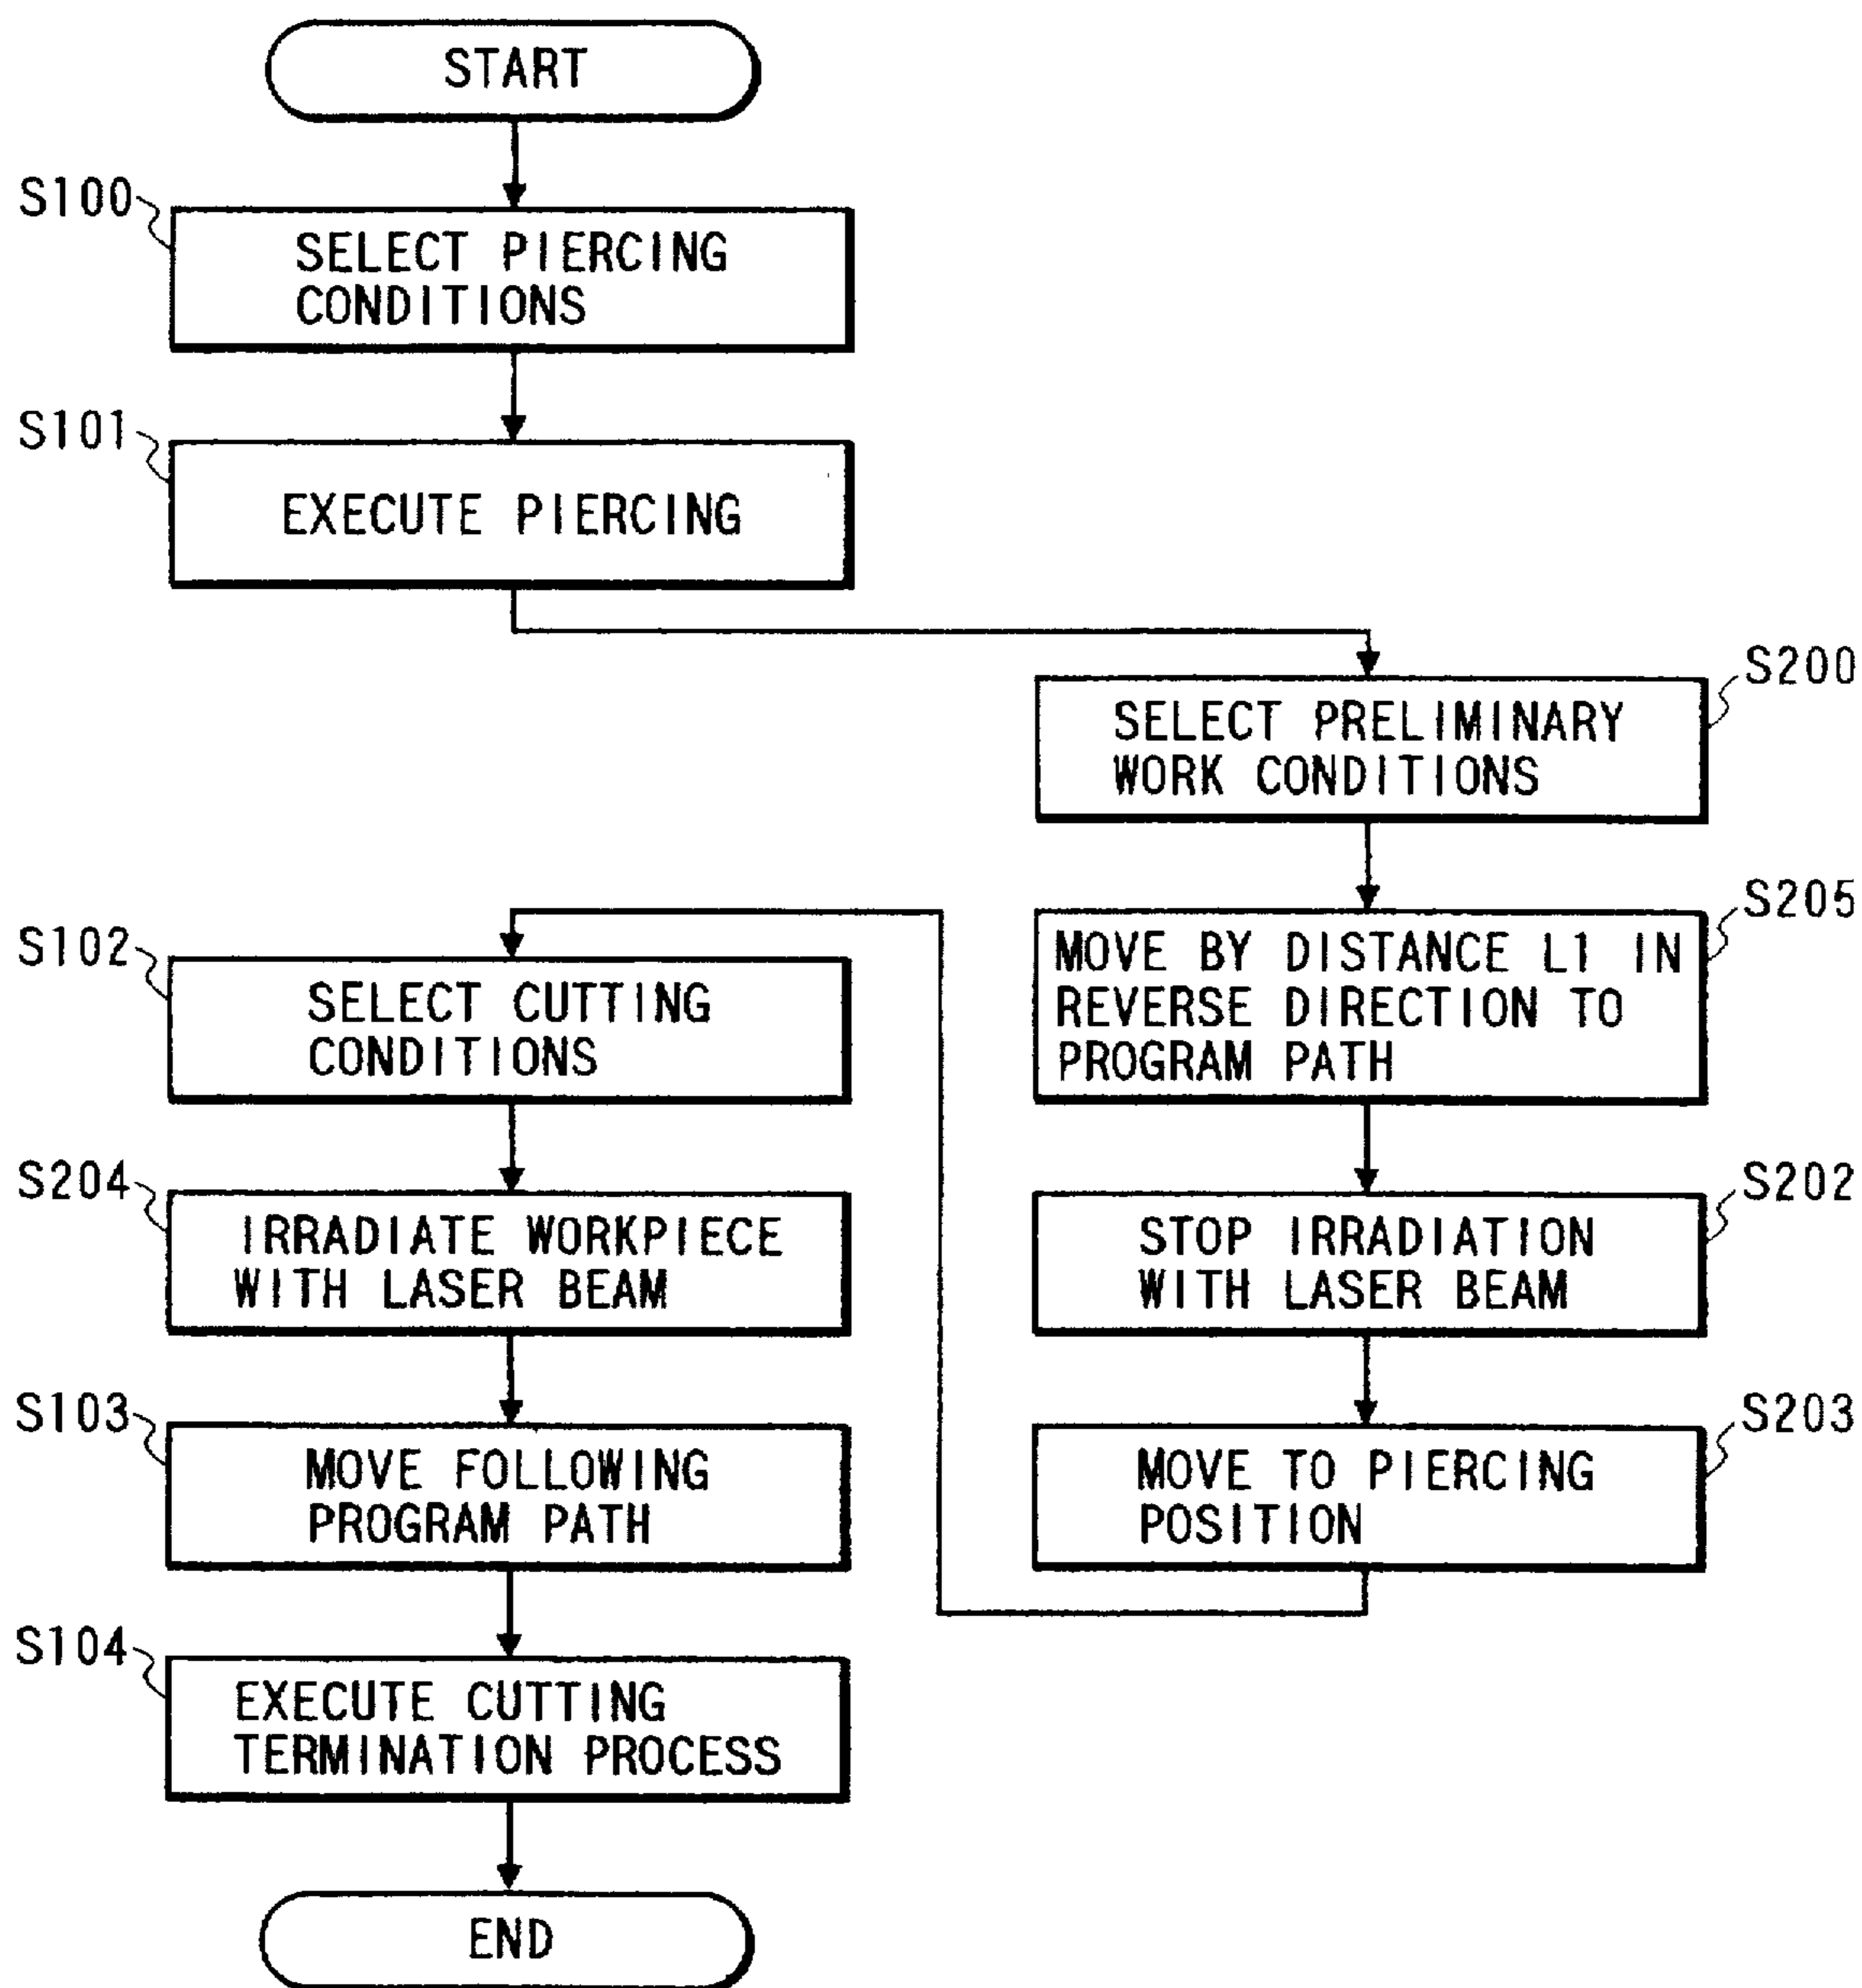 START
S100
SELECT PIERCING
CONDITIONS
S101
EXECUTE PIERCING
S200
SELECT PRELIMINARY
WORK CONDITIONS
S205
MOVE BY DISTANCE L1 IN
REVERSE DIRECTION TO
PROGRAM PATH
S202
STOP IRRADIATION
WITH LASER BEAM
S203
MOVE TO PIERCING
POSITION
S102
SELECT CUTTING
CONDITIONS
S204
IRRADIATE WORKPIECE
WITH LASER BEAM
S103
MOVE FOLLOWING
PROGRAM PATH
S104
EXECUTE CUTTING
TERMINATION PROCESS
END